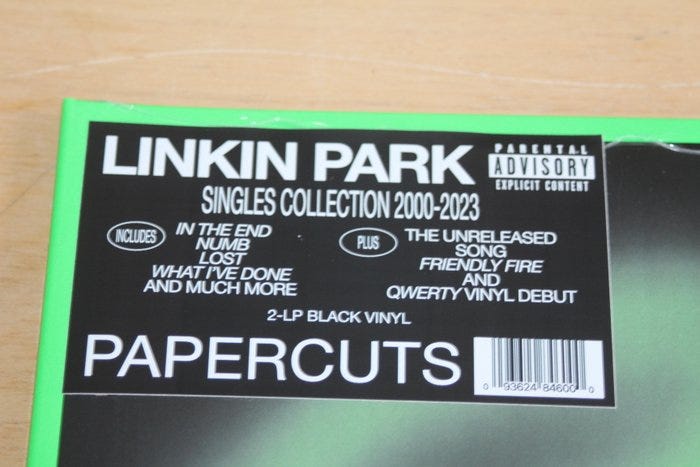 LINKIN PARK
PARENTAL
ADVISORY
EXPLICIT CONTENT
SINGLES COLLECTION 2000-2023
INCLUDES
IN THE END
NUMB
LOST
WHAT I'VE DONE
AND MUCH MORE
PLUS
THE UNRELEASED
SONG
FRIENDLY FIRE
AND
QWERTY VINYL DEBUT
2-LP BLACK VINYL
PAPERCUTS
0 93624 84600 0